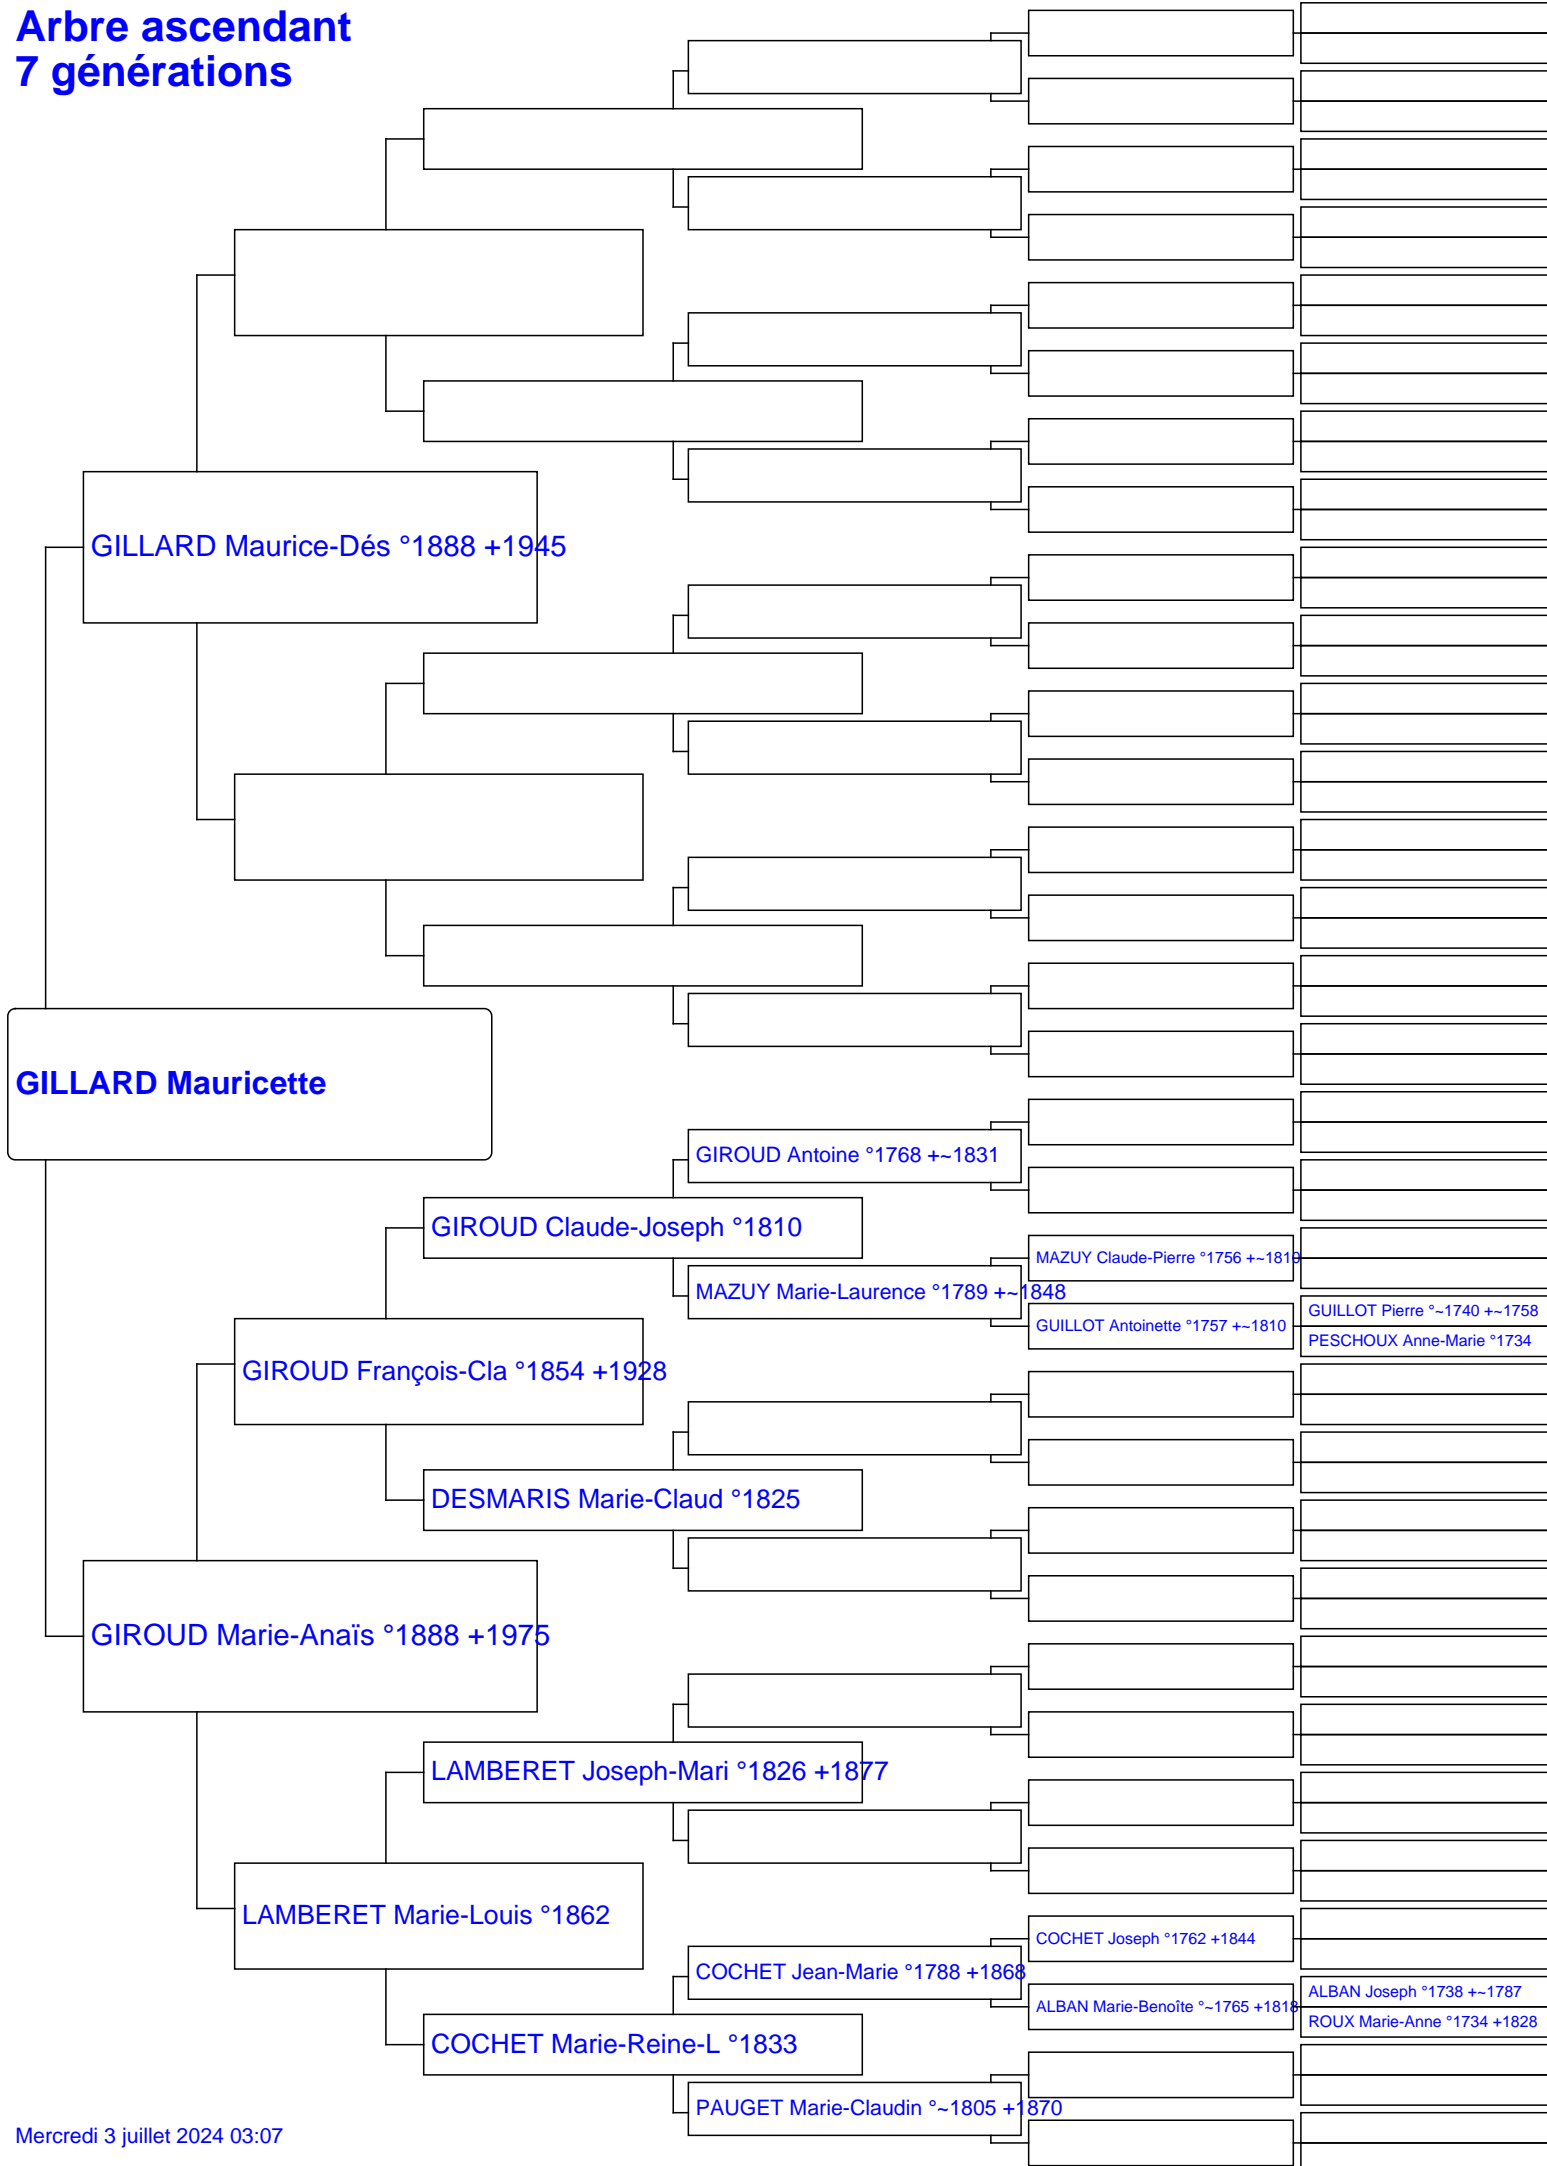 Arbre ascendant
7 générations
GILLARD Maurice-Dés °1888 +1945
GILLARD Mauricette
GIROUD Antoine °1768 +~1831
GIROUD Claude-Joseph °1810
MAZUY Claude-Pierre °1756 +~1810
MAZUY Marie-Laurence °1789 +~1848
GUILLOT Pierre °~1740 +~1758
GUILLOT Antoinette °1757 +~1810
PESCHOUX Anne-Marie °1734
GIROUD François-Cla °1854 +1928
DESMARIS Marie-Claud °1825
GIROUD Marie-Anaïs °1888 +1975
LAMBERET Joseph-Mari °1826 +1877
LAMBERET Marie-Louis °1862
COCHET Joseph °1762 +1844
COCHET Jean-Marie °1788 +1868
ALBAN Joseph °1738 +~1787
ALBAN Marie-Benoîte °~1765 +1818
ROUX Marie-Anne °1734 +1828
COCHET Marie-Reine-L °1833
PAUGET Marie-Claudin °~1805 +1870
Mercredi 3 juillet 2024 03:07